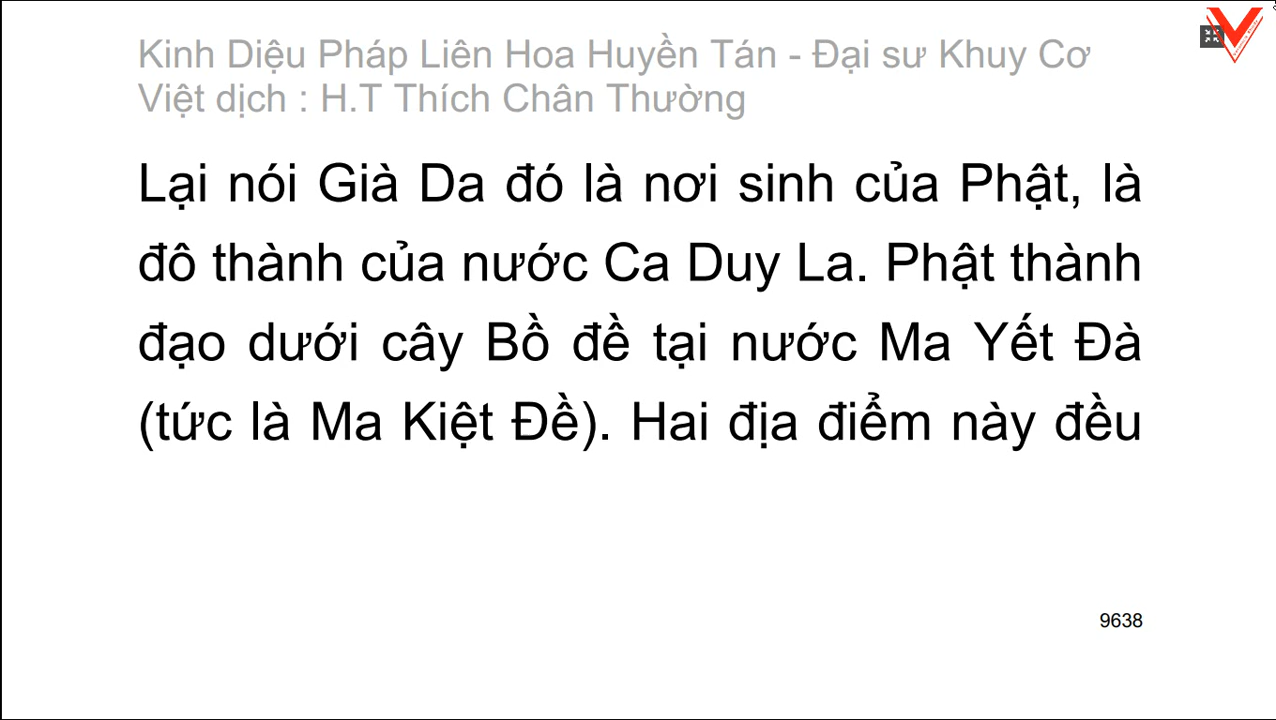 Kinh Diệu Pháp Liên Hoa Huyền Tán - Đại sư Khuy Cơ
Việt dịch : H.T Thích Chân Thường
Lại nói Già Da đó là nơi sinh của Phật, là
đô thành của nước Ca Duy La. Phật thành
đạo dưới cây Bồ đề tại nước Ma Yết Đà
(tức là Ma Kiệt Đề). Hai địa điểm này đều
9638